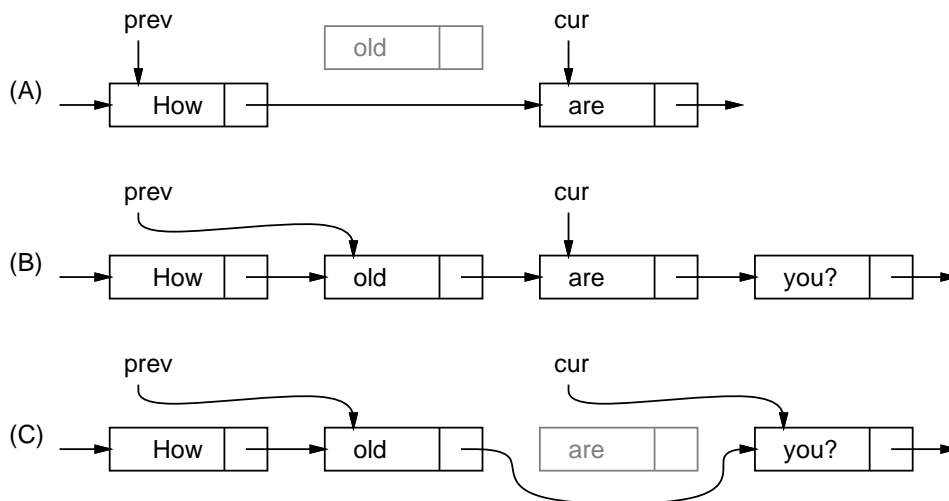 prev cur
old
(A) How are
prev cur
(B) How old are you?
prev cur
(C) How old are you?